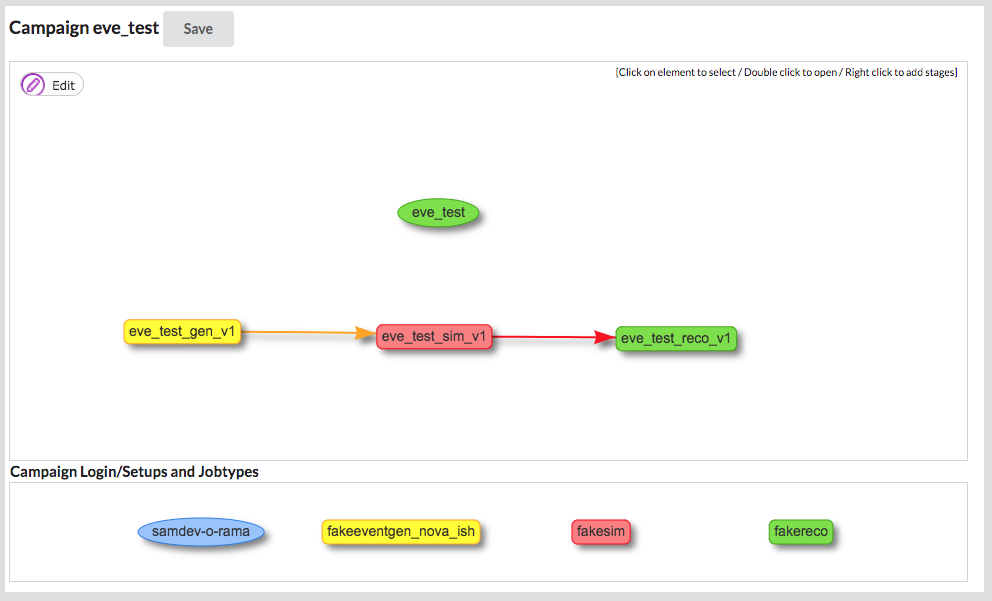 Campaign eve_test Save
[Click on element to select / Double click to open / Right click to add stages]
Edit
eve_test
eve_test_gen_v1 eve_test_sim_v1 eve_test_reco_v1
Campaign Login/Setups and Jobtypes
samdev-o-rama fakeeventgen_nova_ish fakesim fakereco